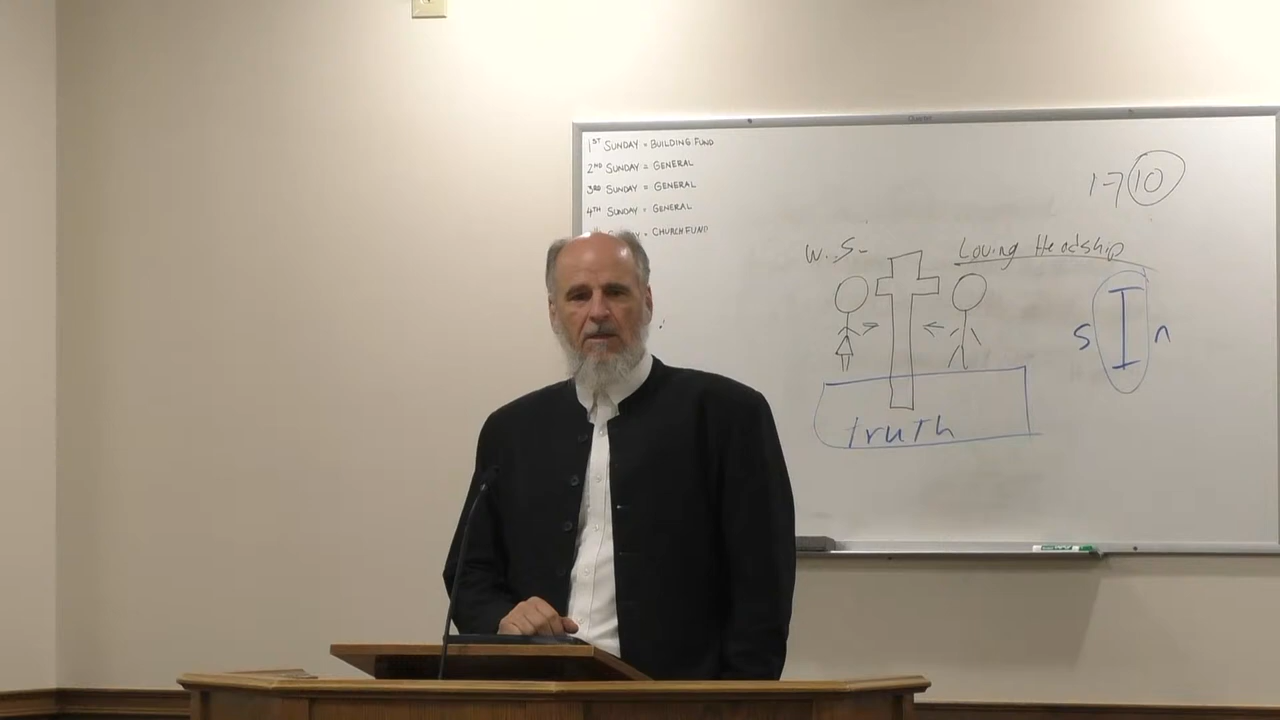 1ST SUNDAY = BUILDING FUND
2ND SUNDAY = GENERAL
3RD SUNDAY = GENERAL
4TH SUNDAY = GENERAL
= CHURCH FUND
1-7 10
W. S- Loving Headship
S I n
truth